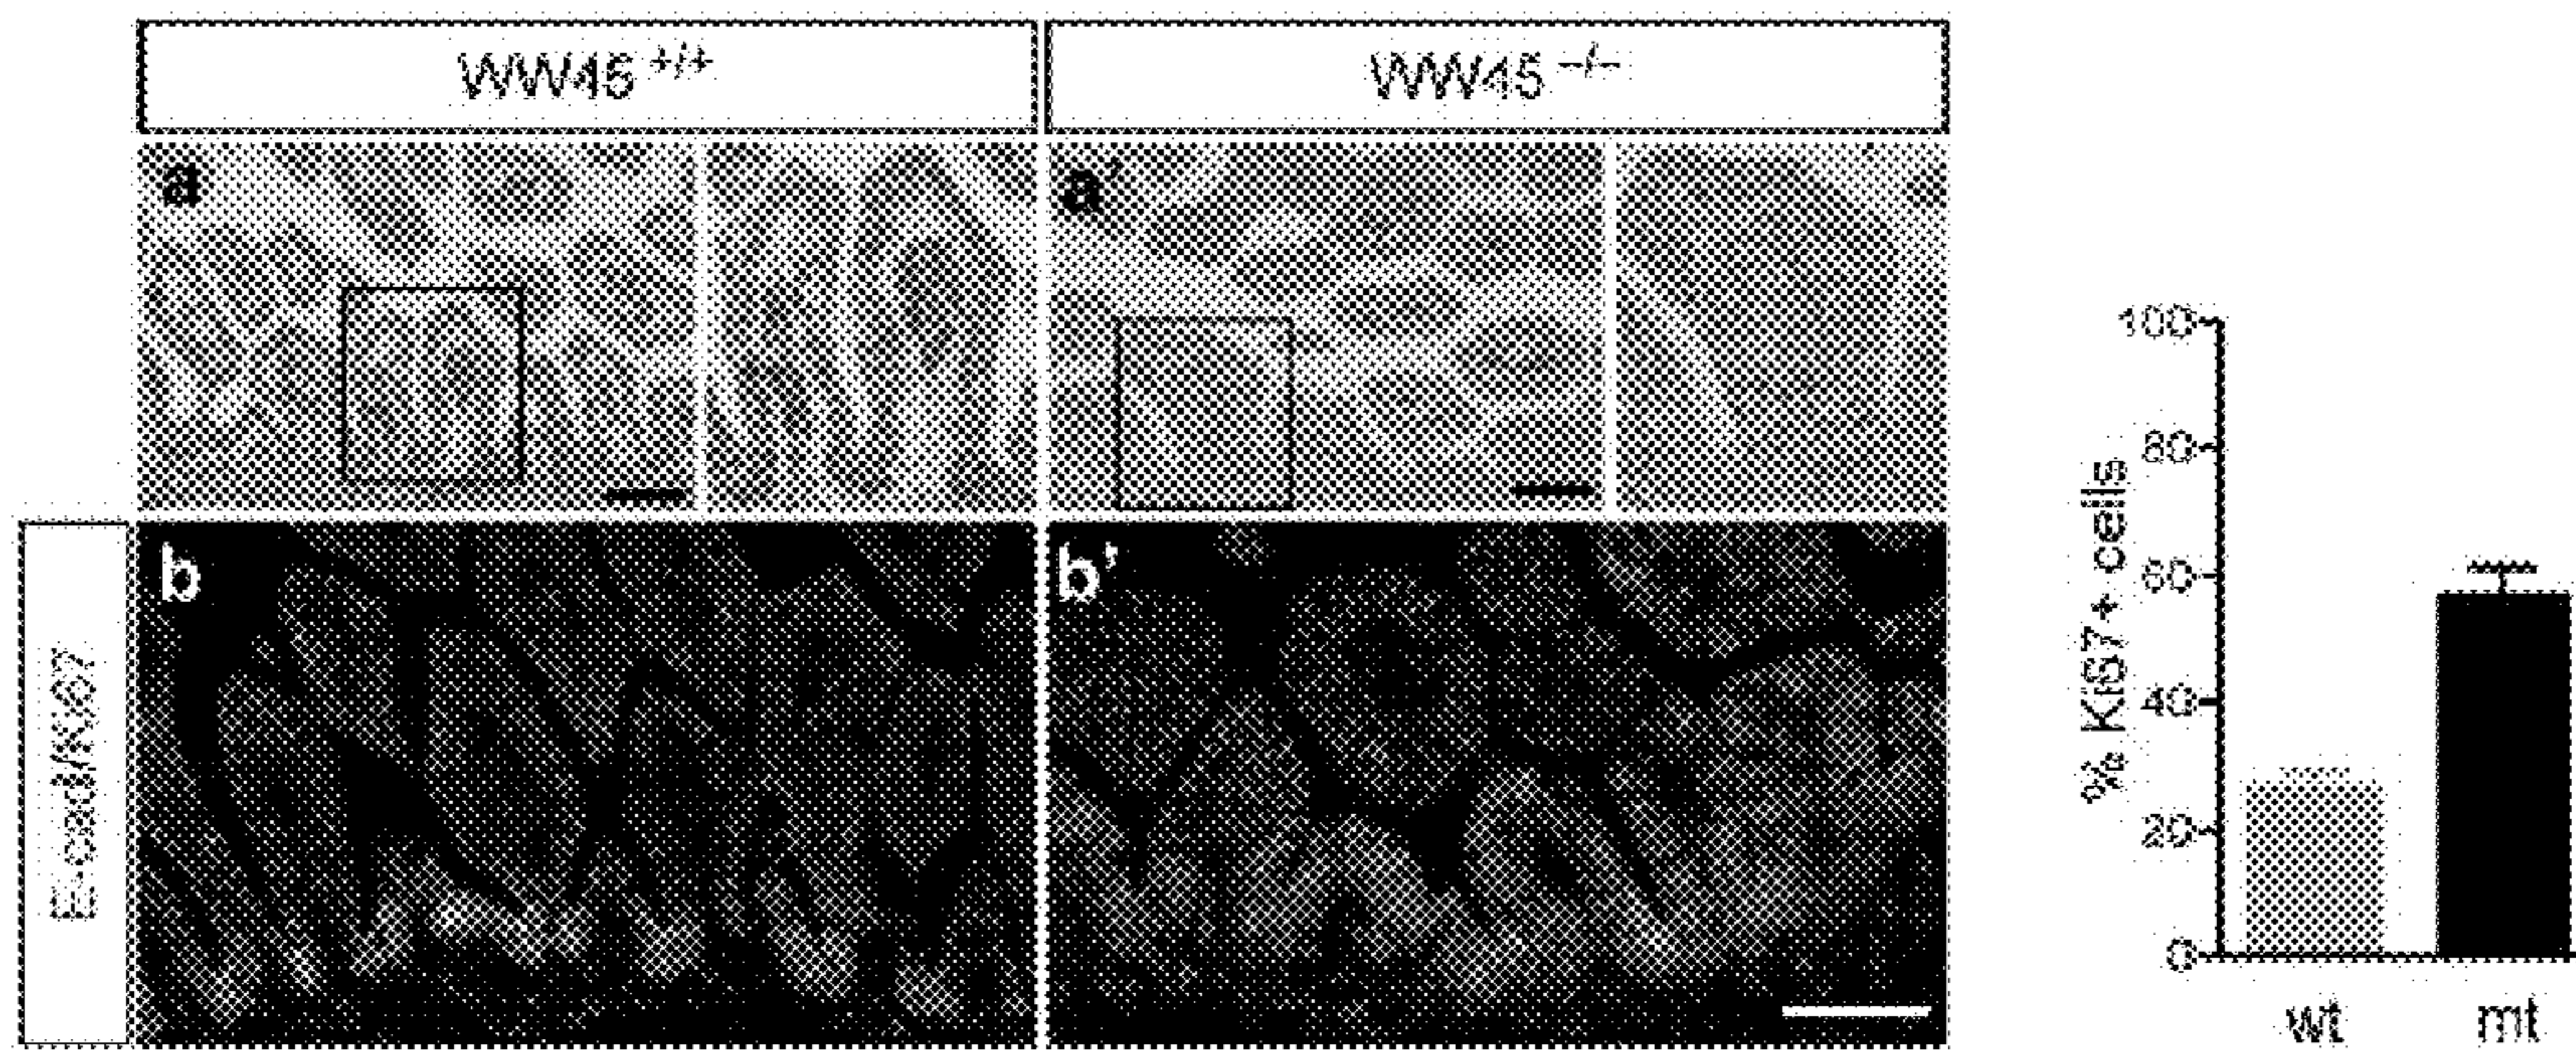 WW45 +/+
WW45 –/–
a
a’
b
b’
E-cad/Ki67
% Ki67+ cells
100
80
60
40
20
0
wt
mt